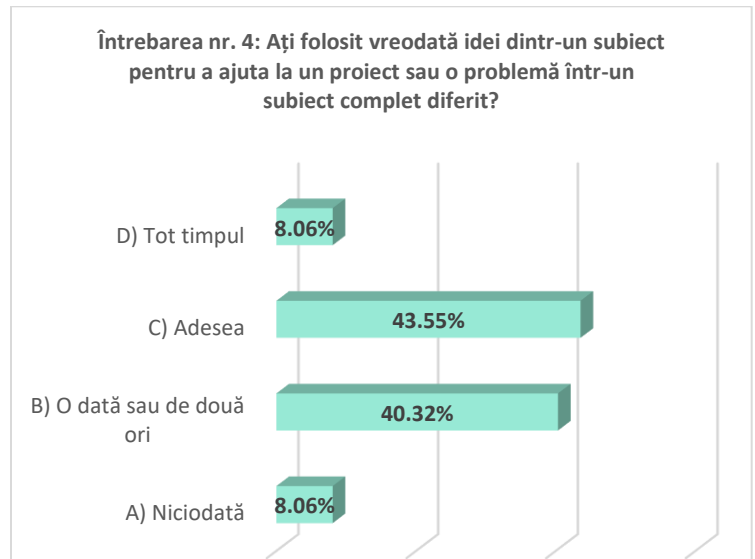 Întrebarea nr. 4: Ați folosit vreodată idei dintr-un subiect
pentru a ajuta la un proiect sau o problemă într-un
subiect complet diferit?
D) Tot timpul
8.06%
C) Adesea
43.55%
B) O dată sau de două
ori
40.32%
A) Niciodată
8.06%